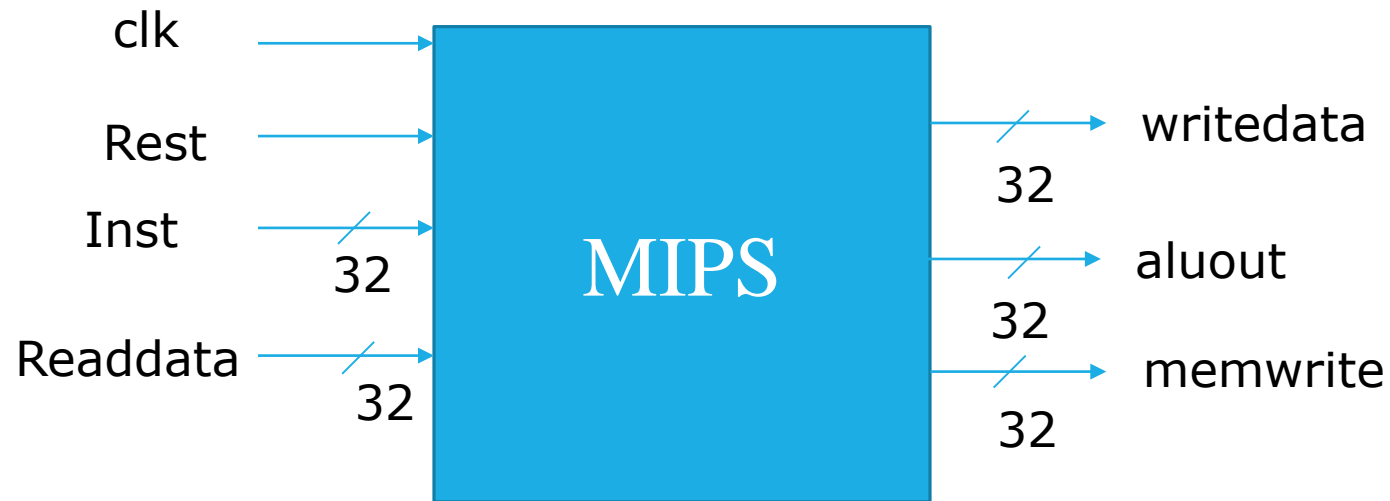 clk
Rest
Inst
32
Readdata
32
MIPS
writedata
32
aluout
32
memwrite
32